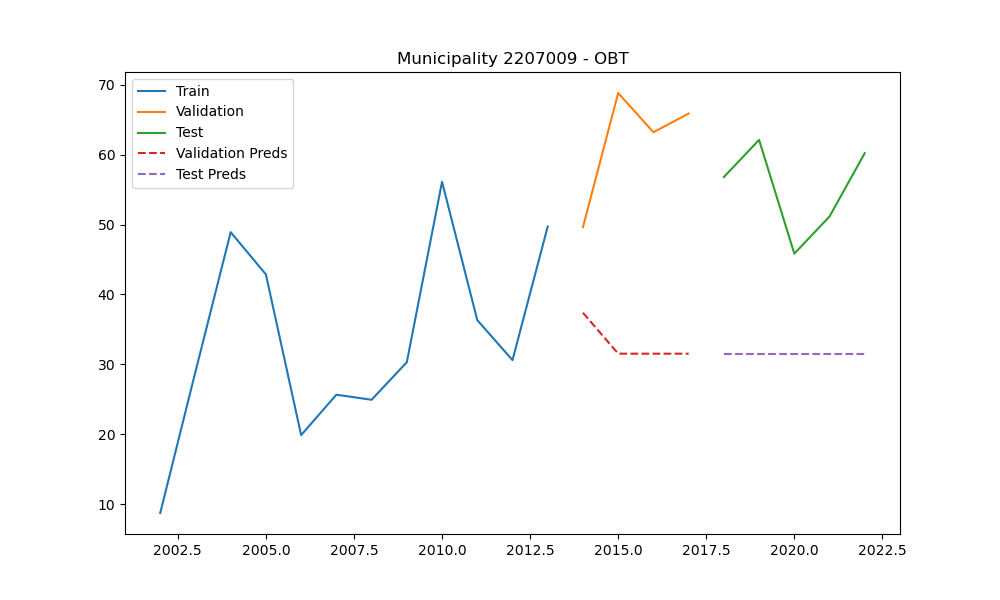 Municipality 2207009 - OBT
Train
Validation
Test
Validation Preds
Test Preds
70
60
50
40
30
20
10
2002.5 2005.0 2007.5 2010.0 2012.5 2015.0 2017.5 2020.0 2022.5